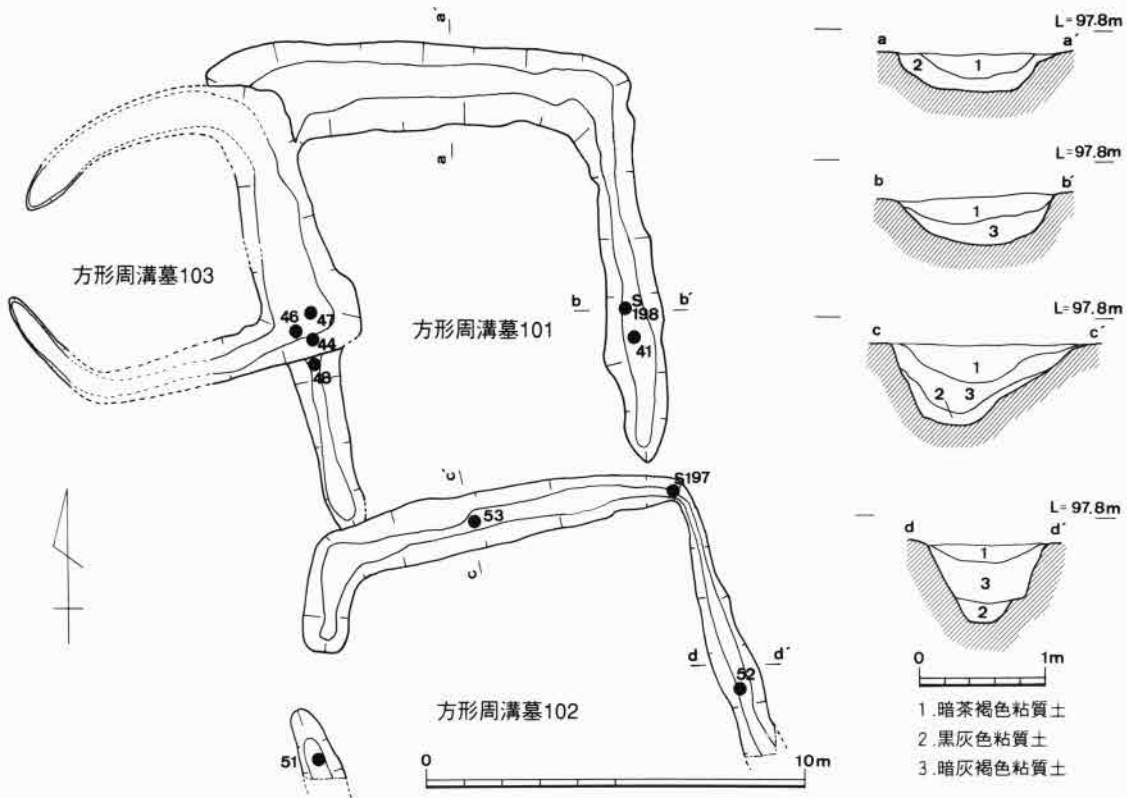 a´
a
方形周溝墓103
方形周溝墓101
46
47
44
48
b
b´
S
198
41
c´
c
S197
53
方形周溝墓102
d
d´
52
51
0
10m
L=97.8m
a
a´
2
1
L=97.8m
b
b´
1
3
L=97.8m
c
c´
1
2
3
L=97.8m
d
d´
1
3
2
0
1m
1.暗茶褐色粘質土
2.黒灰色粘質土
3.暗灰褐色粘質土